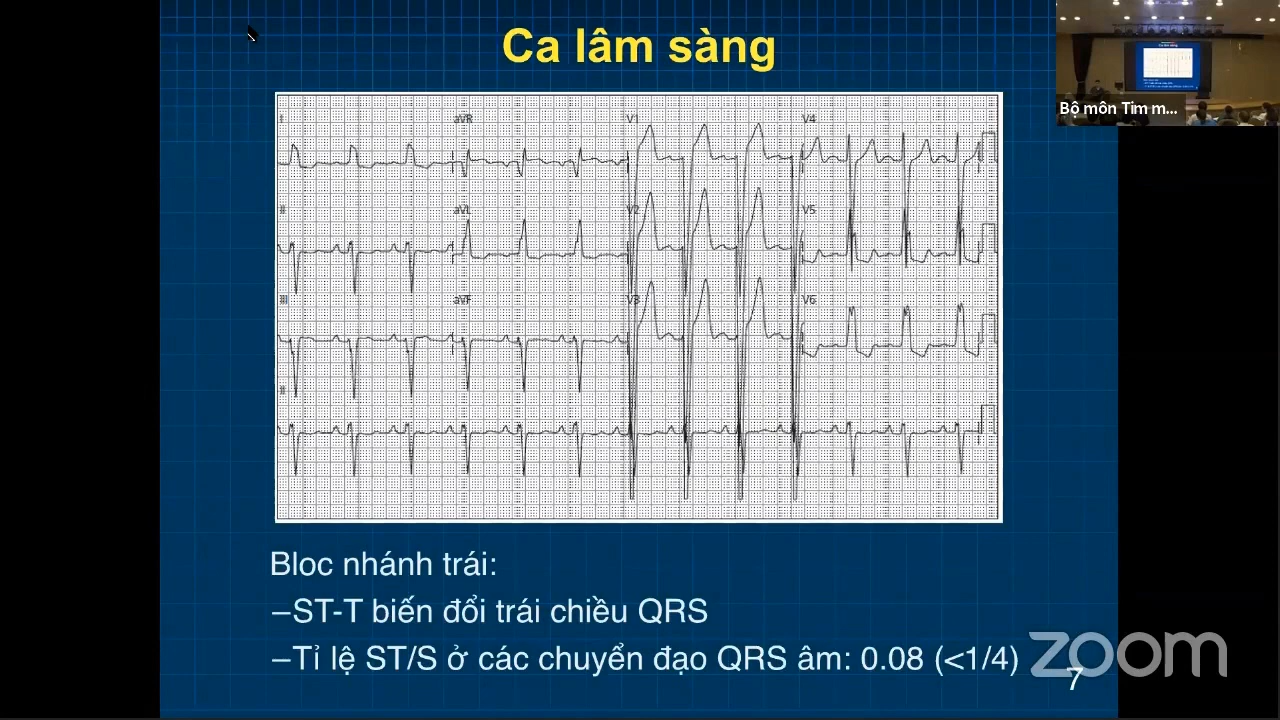 Ca lâm sàng
Bộ môn Tim m...
I aVR V1 V4
II aVL V2 V5
III aVF V3 V6
II
Bloc nhánh trái:
–ST-T biến đổi trái chiều QRS
–Tỉ lệ ST/S ở các chuyển đạo QRS âm: 0.08 (<1/4)
zoom
7